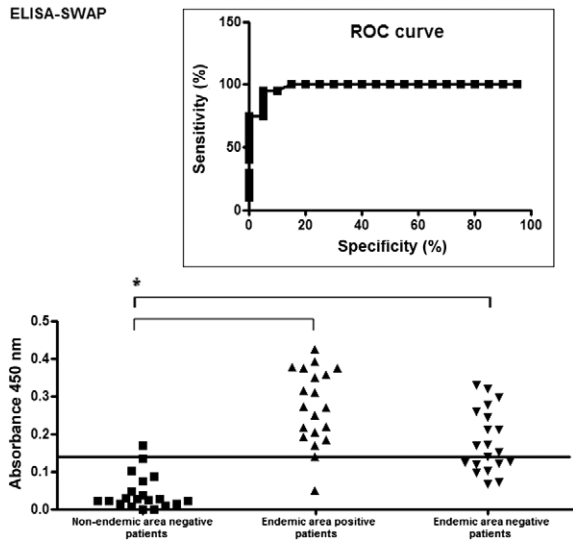 ELISA-SWAP
ROC curve
Sensitivity (%)
150
100
50
0
0 20 40 60 80 100
Specificity (%)
*
Absorbance 450 nm
0.5
0.4
0.3
0.2
0.1
0.0
Non-endemic area negative patients
Endemic area positive patients
Endemic area negative patients